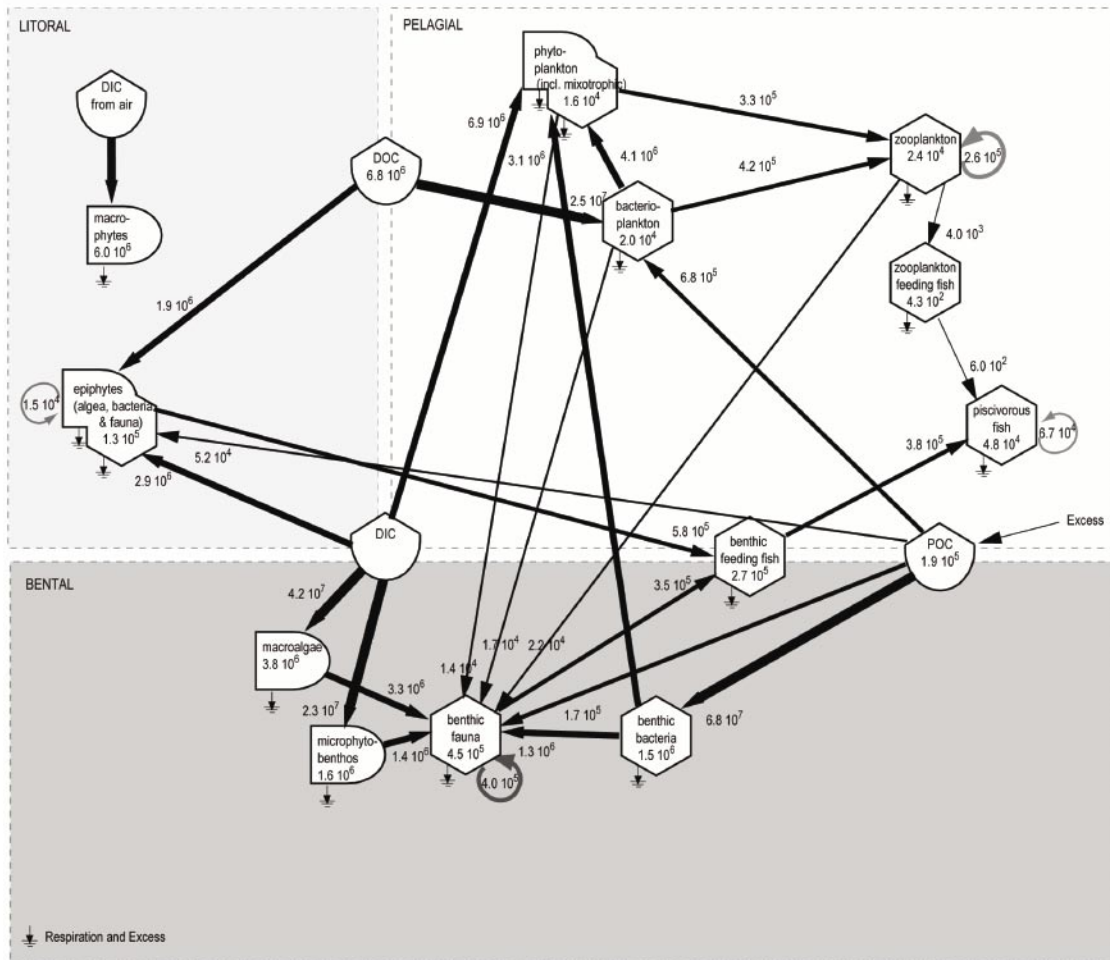 LITORAL
PELAGIAL
DIC
from air
macro-
phytes
6.0 10⁶
DOC
6.8 10⁶
phyto-
plankton
(incl. mixotrophic)
1.6 10⁴
3.3 10⁵
zooplankton
2.4 10⁴
2.6 10⁵
6.9 10⁶
3.1 10⁶
4.1 10⁶
4.2 10⁵
2.5 10⁷
bacterio-
plankton
2.0 10⁴
4.0 10³
zooplankton
feeding fish
4.3 10²
6.8 10⁵
1.9 10⁶
6.0 10²
epiphytes
(algea, bacteria,
& fauna)
1.3 10⁵
1.5 10⁴
piscivorous
fish
4.8 10⁴
6.7 10⁴
3.8 10⁵
5.2 10⁴
2.9 10⁶
DIC
5.8 10⁵
benthic
feeding fish
2.7 10⁵
POC
1.9 10⁵
Excess
BENTAL
4.2 10⁷
3.5 10⁵
macroalgae
3.8 10⁶
1.7 10⁴
2.2 10⁴
1.4 10⁴
3.3 10⁶
2.3 10⁷
microphyto-
benthos
1.6 10⁶
1.4 10⁶
benthic
fauna
4.5 10⁵
4.0 10⁵
1.7 10⁵
1.3 10⁶
benthic
bacteria
1.5 10⁶
6.8 10⁷
Respiration and Excess